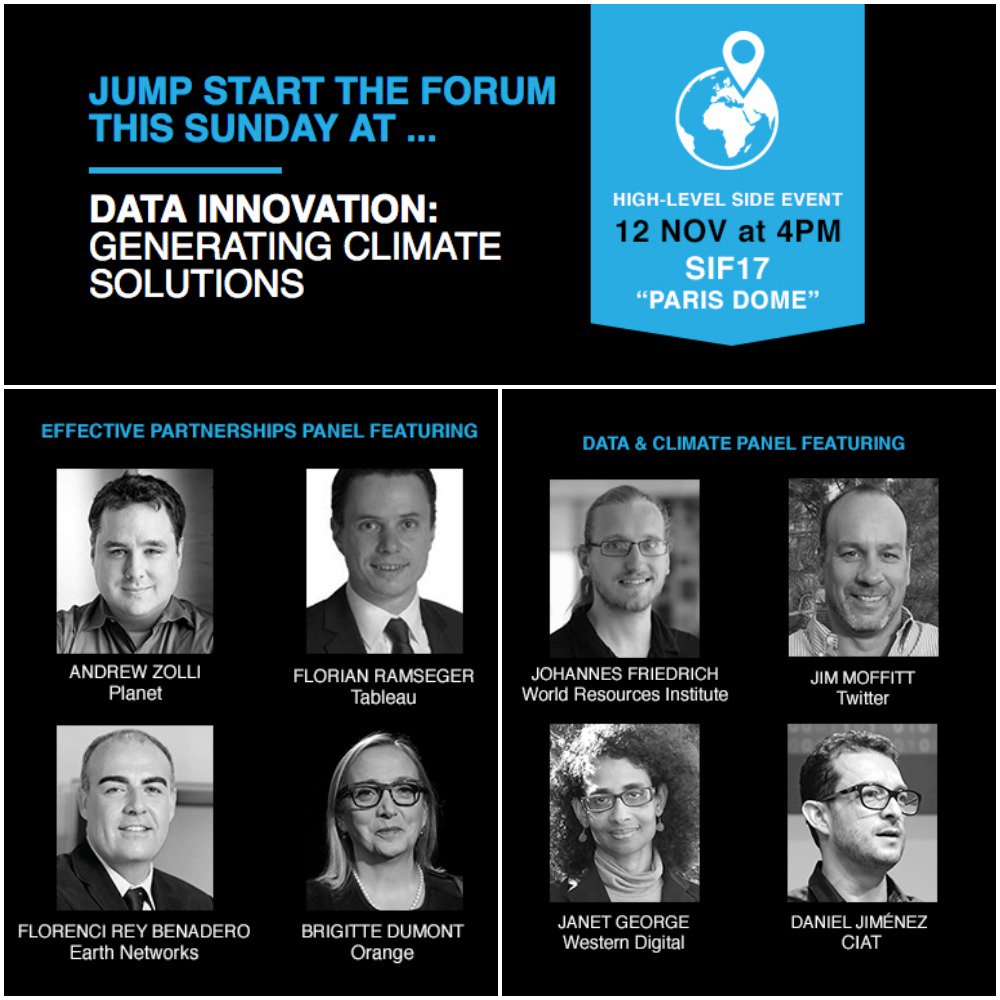 JUMP START THE FORUM
THIS SUNDAY AT ...
DATA INNOVATION:
GENERATING CLIMATE
SOLUTIONS
HIGH-LEVEL SIDE EVENT
12 NOV at 4PM
SIF17
“PARIS DOME”
EFFECTIVE PARTNERSHIPS PANEL FEATURING
ANDREW ZOLLI
Planet
FLORIAN RAMSEGER
Tableau
FLORENCI REY BENADERO
Earth Networks
BRIGITTE DUMONT
Orange
DATA & CLIMATE PANEL FEATURING
JOHANNES FRIEDRICH
World Resources Institute
JIM MOFFITT
Twitter
JANET GEORGE
Western Digital
DANIEL JIMÉNEZ
CIAT